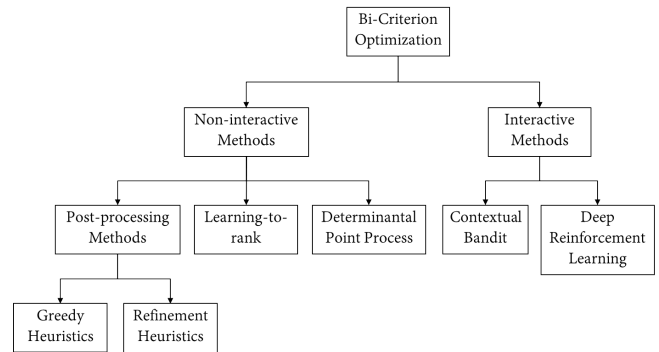 Bi-Criterion
Optimization
Non-interactive
Methods
Interactive
Methods
Post-processing
Methods
Learning-to-
rank
Determinantal
Point Process
Contextual
Bandit
Deep
Reinforcement
Learning
Greedy
Heuristics
Refinement
Heuristics